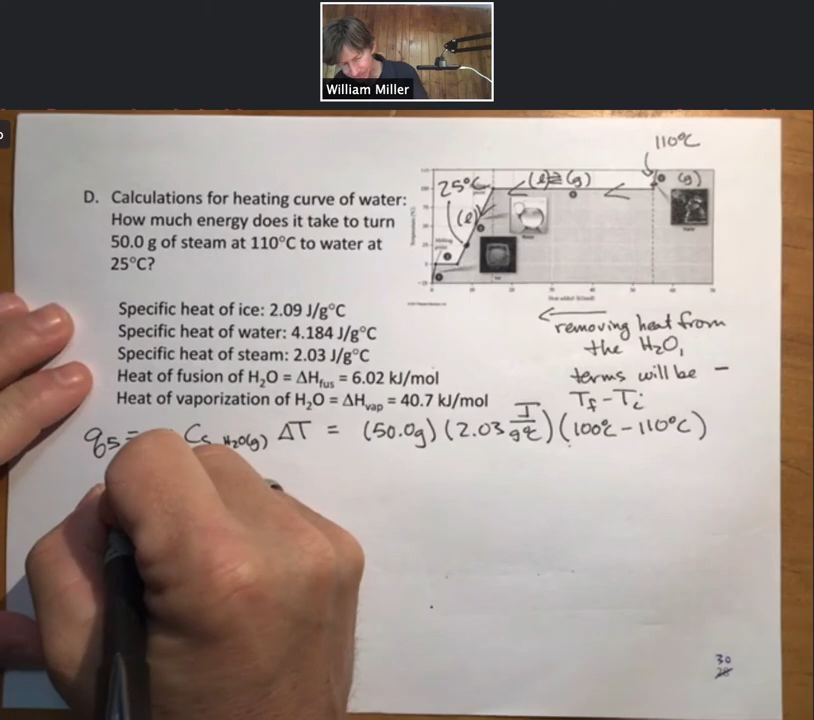 William Miller
110°C
25°C
(l)⇌(g)
(g)
(l)
D. Calculations for heating curve of water:
How much energy does it take to turn
50.0 g of steam at 110°C to water at
25°C?
Specific heat of ice: 2.09 J/g°C
Specific heat of water: 4.184 J/g°C
Specific heat of steam: 2.03 J/g°C
Heat of fusion of H₂O = ΔHfus = 6.02 kJ/mol
Heat of vaporization of H₂O = ΔHvap = 40.7 kJ/mol
removing heat from
the H₂O,
terms will be −
Tf − Ti
q5 = Cs H₂O(g) ΔT = (50.0g) (2.03 J/g°C) (100°C − 110°C)
30
28